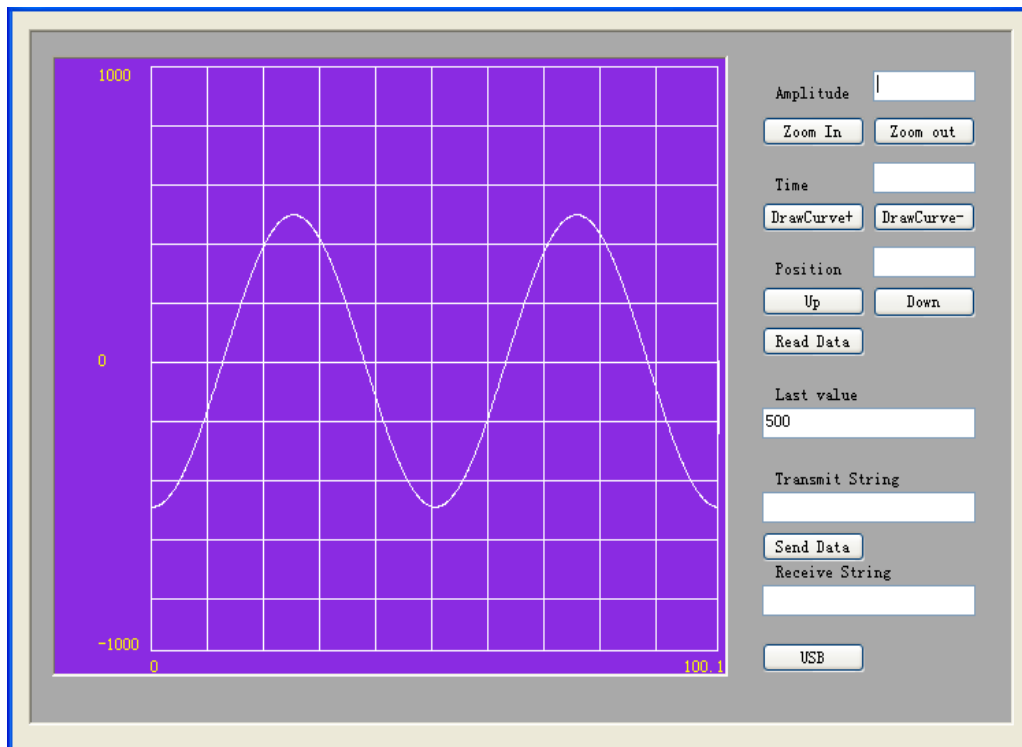 1000
0
-1000
0
100.1
Amplitude
Zoom In
Zoom out
Time
DrawCurve+
DrawCurve-
Position
Up
Down
Read Data
Last value
500
Transmit String
Send Data
Receive String
USB